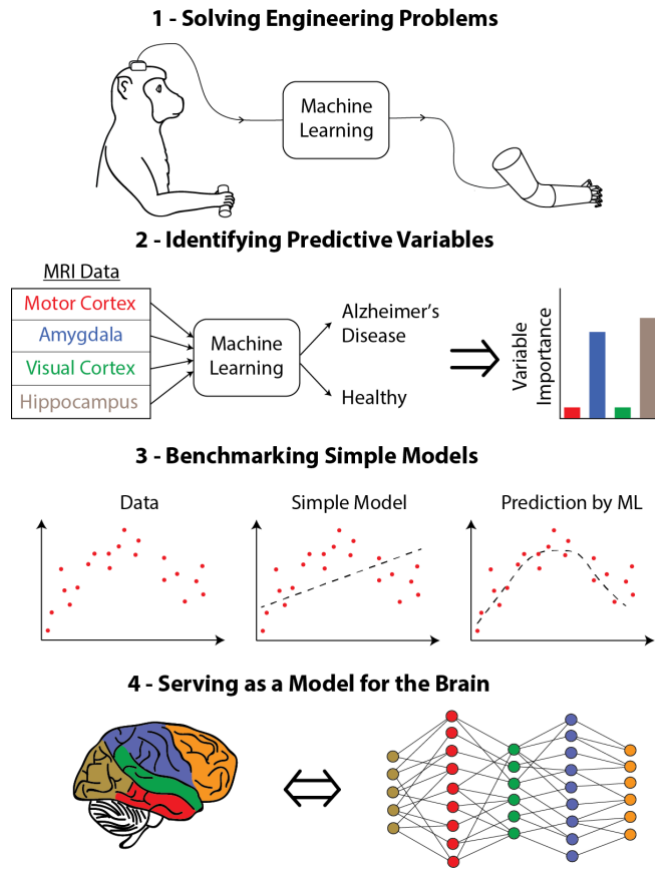 1 - Solving Engineering Problems
Machine
Learning
2 - Identifying Predictive Variables
MRI Data
Motor Cortex
Amygdala
Visual Cortex
Hippocampus
Machine
Learning
Alzheimer's
Disease
Healthy
Variable
Importance
3 - Benchmarking Simple Models
Data
Simple Model
Prediction by ML
4 - Serving as a Model for the Brain